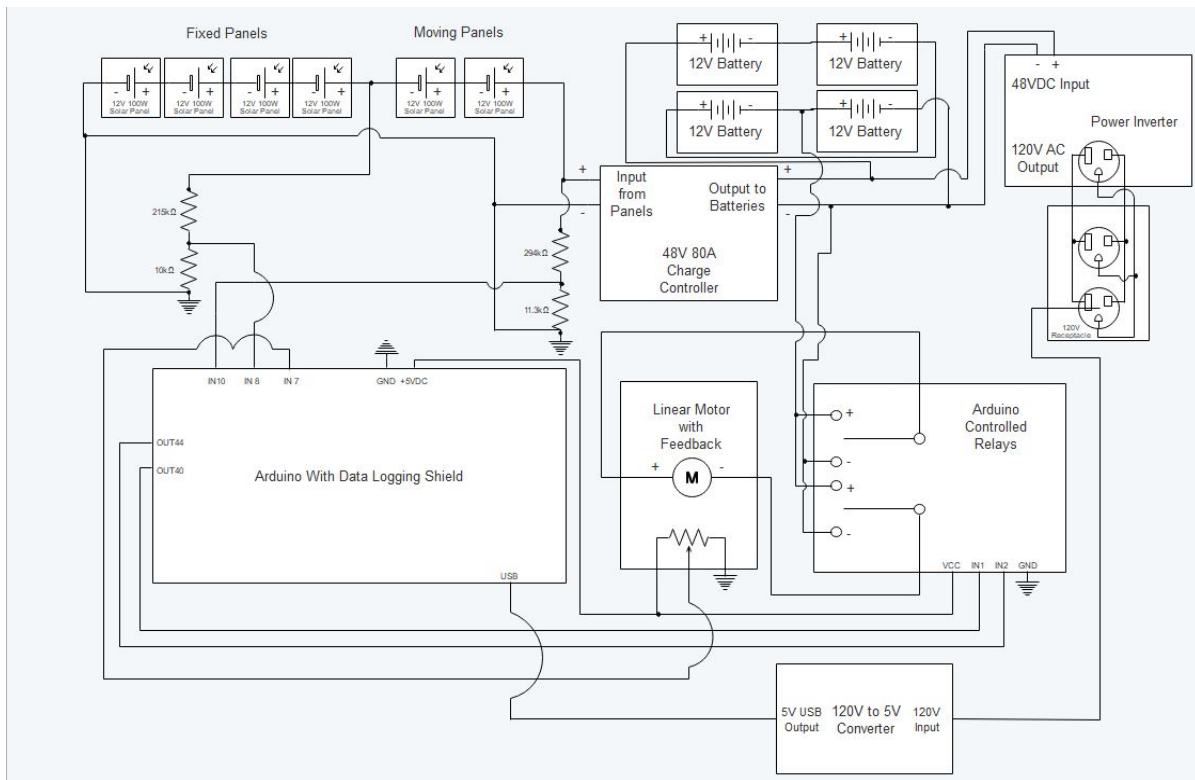 Fixed Panels
Moving Panels
- +
12V 100W
Solar Panel
- +
12V 100W
Solar Panel
- +
12V 100W
Solar Panel
- +
12V 100W
Solar Panel
- +
12V 100W
Solar Panel
- +
12V 100W
Solar Panel
+ -
12V Battery
+ -
12V Battery
+ -
12V Battery
+ -
12V Battery
- +
48VDC Input
Power Inverter
120V AC
Output
120V
Receptacle
+
-
Input
from
Panels
Output to
Batteries
+
-
48V 80A
Charge
Controller
215kΩ
10kΩ
294kΩ
11.3kΩ
IN10
IN 8
IN 7
GND
+5VDC
OUT44
OUT40
Arduino With Data Logging Shield
USB
Linear Motor
with
Feedback
+ -
M
Arduino
Controlled
Relays
+
-
+
-
VCC
IN1
IN2
GND
5V USB
Output
120V to 5V
Converter
120V
Input